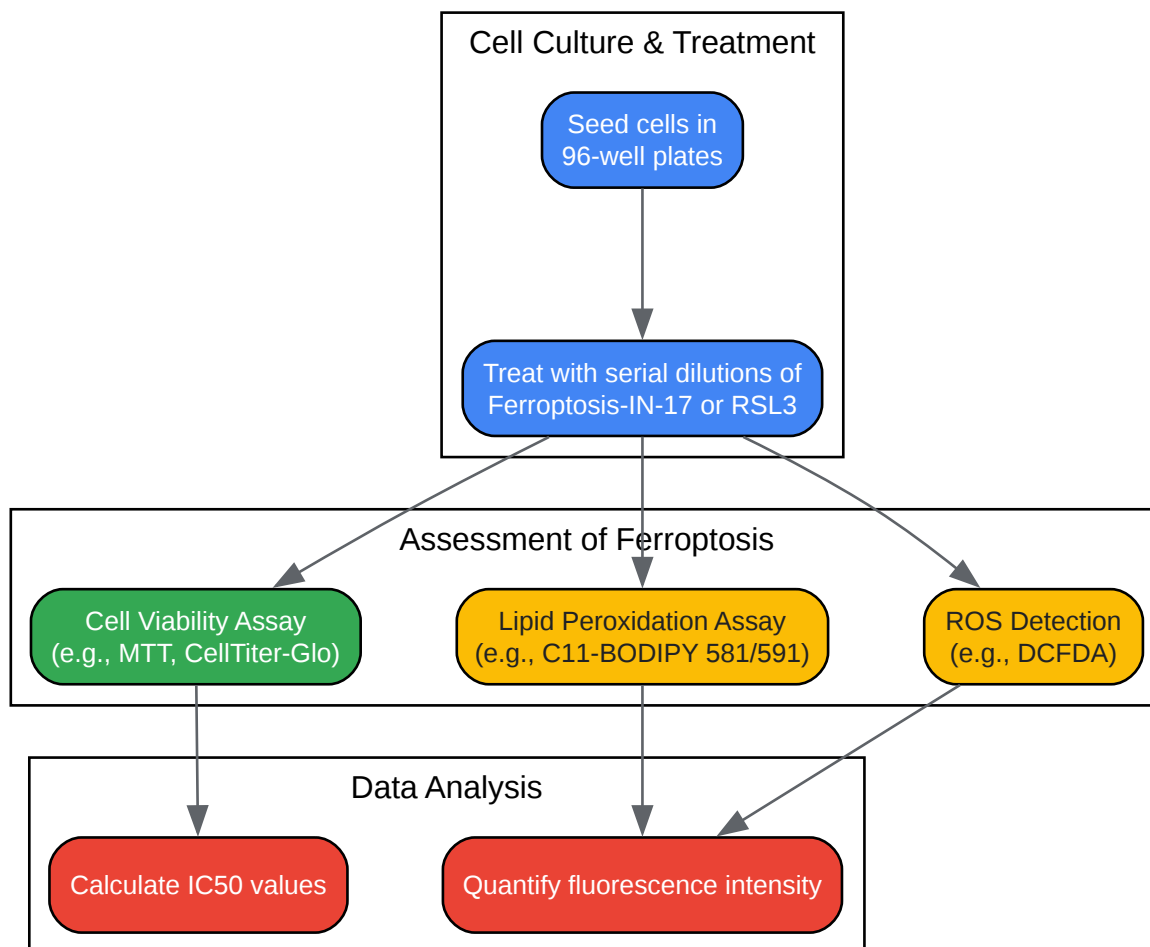 Cell Culture & Treatment
Seed cells in
96-well plates
Treat with serial dilutions of
Ferroptosis-IN-17 or RSL3
Assessment of Ferroptosis
Cell Viability Assay
(e.g., MTT, CellTiter-Glo)
Lipid Peroxidation Assay
(e.g., C11-BODIPY 581/591)
ROS Detection
(e.g., DCFDA)
Data Analysis
Calculate IC50 values
Quantify fluorescence intensity